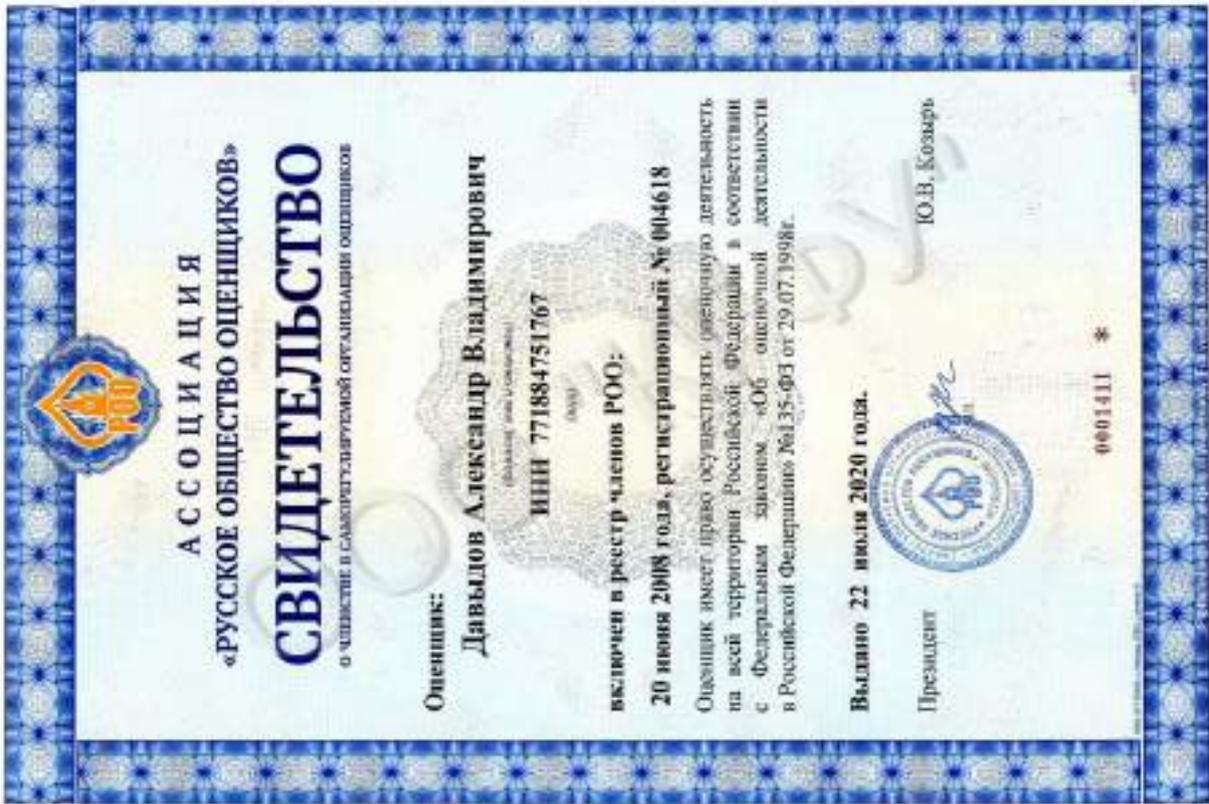 РОО
АССОЦИАЦИЯ
«РУССКОЕ ОБЩЕСТВО ОЦЕНЩИКОВ»
СВИДЕТЕЛЬСТВО
О ЧЛЕНСТВЕ В САМОРЕГУЛИРУЕМОЙ ОРГАНИЗАЦИИ ОЦЕНЩИКОВ
Оценщик:
Давыдов Александр Владимирович
ИНН 771884751767
включен в реестр членов РОО:
20 июня 2008 года, регистрационный № 004618
Оценщик имеет право осуществлять оценочную деятельность
на всей территории Российской Федерации в соответствии
с Федеральным законом «Об оценочной деятельности
в Российской Федерации» №135-ФЗ от 29.07.1998г.
Выдано 22 июля 2020 года.
Президент
Ю.В. Козырь
РОО
0001411 *